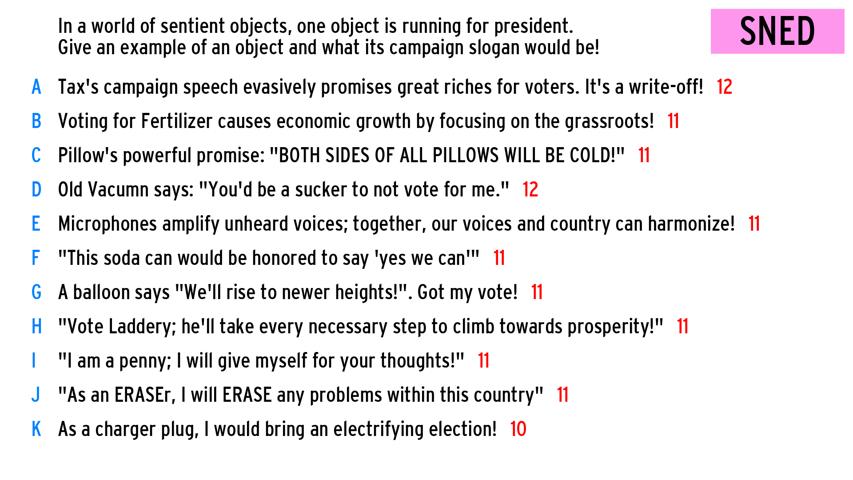 In a world of sentient objects, one object is running for president.
Give an example of an object and what its campaign slogan would be!
SNED
A Tax's campaign speech evasively promises great riches for voters. It's a write-off! 12
B Voting for Fertilizer causes economic growth by focusing on the grassroots! 11
C Pillow's powerful promise: "BOTH SIDES OF ALL PILLOWS WILL BE COLD!" 11
D Old Vacumn says: "You'd be a sucker to not vote for me." 12
E Microphones amplify unheard voices; together, our voices and country can harmonize! 11
F "This soda can would be honored to say 'yes we can'" 11
G A balloon says "We'll rise to newer heights!". Got my vote! 11
H "Vote Laddery; he'll take every necessary step to climb towards prosperity!" 11
I "I am a penny; I will give myself for your thoughts!" 11
J "As an ERASEr, I will ERASE any problems within this country" 11
K As a charger plug, I would bring an electrifying election! 10